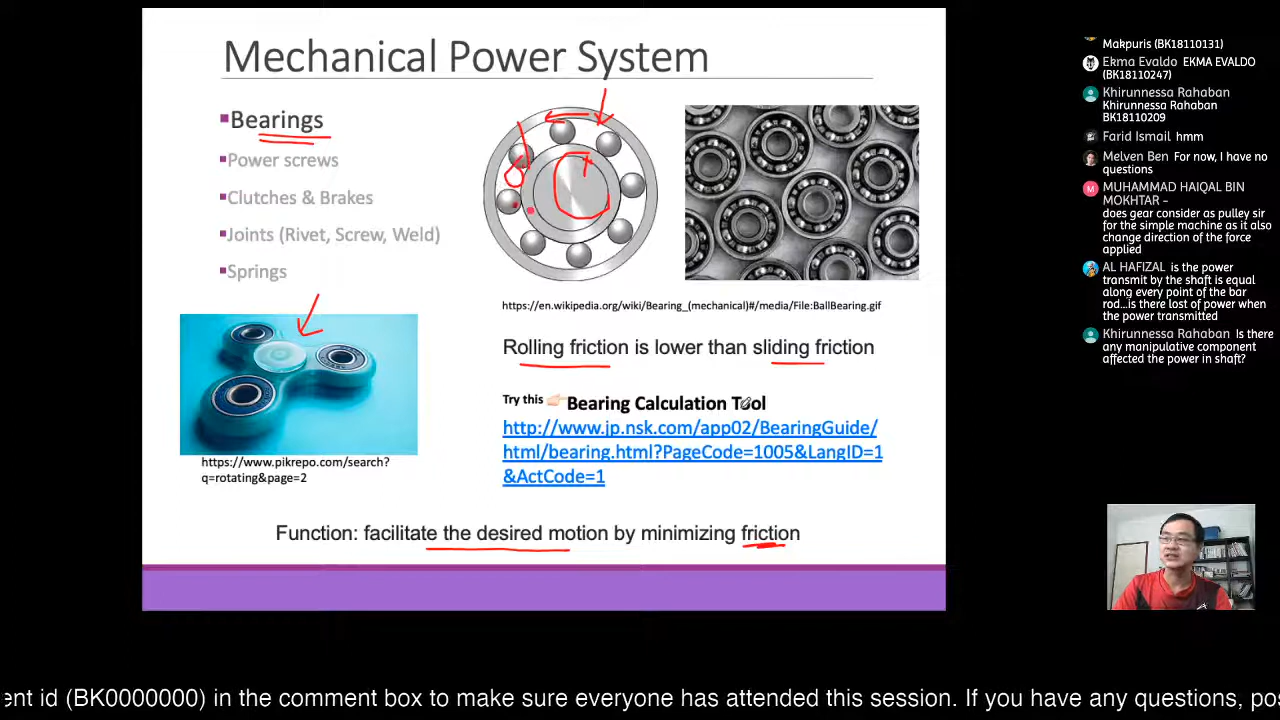 Mechanical Power System
▪Bearings
▪Power screws
▪Clutches & Brakes
▪Joints (Rivet, Screw, Weld)
▪Springs
https://en.wikipedia.org/wiki/Bearing_(mechanical)#/media/File:BallBearing.gif
Rolling friction is lower than sliding friction
Try this 👉🏻Bearing Calculation Tool
http://www.jp.nsk.com/app02/BearingGuide/
html/bearing.html?PageCode=1005&LangID=1
&ActCode=1
https://www.pikrepo.com/search?
q=rotating&page=2
Function: facilitate the desired motion by minimizing friction
Makpuris (BK18110131)
Ekma Evaldo EKMA EVALDO
(BK18110247)
Khirunnessa Rahaban
Khirunnessa Rahaban
BK18110209
Farid Ismail hmm
Melven Ben For now, I have no
questions
M
MUHAMMAD HAIQAL BIN
MOKHTAR -
does gear consider as pulley sir
for the simple machine as it also
change direction of the force
applied
AL HAFIZAL is the power
transmit by the shaft is equal
along every point of the bar
rad...is there lost of power when
the power transmitted
Khirunnessa Rahaban Is there
any manipulative component
affected the power in shaft?
ent id (BK0000000) in the comment box to make sure everyone has attended this session. If you have any questions, pos